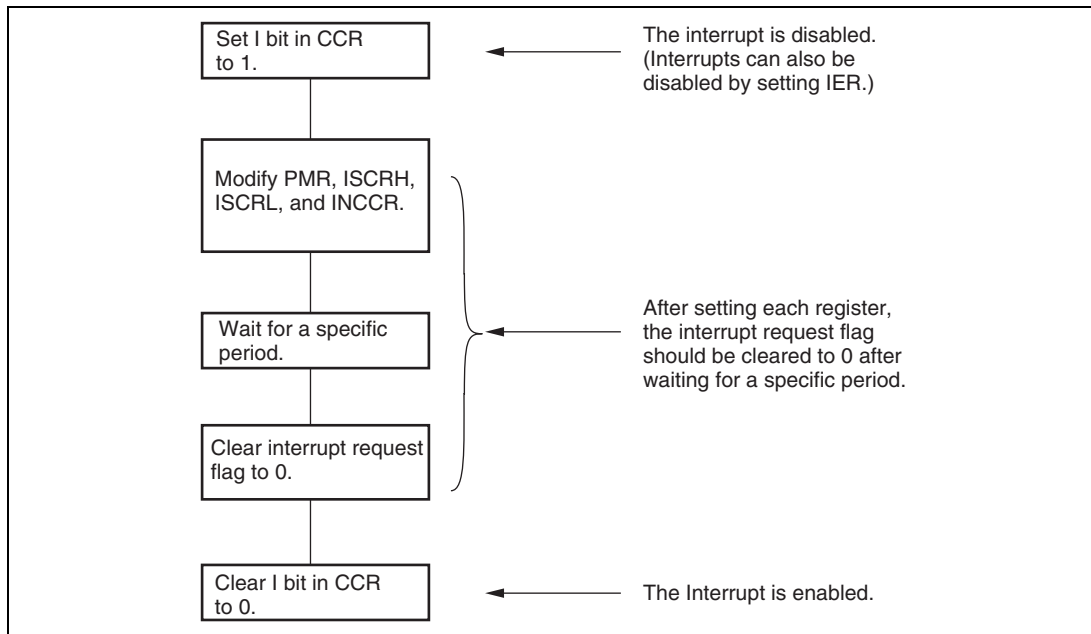 Set I bit in CCR
to 1.
The interrupt is disabled.
(Interrupts can also be
disabled by setting IER.)
Modify PMR, ISCRH,
ISCRL, and INCCR.
Wait for a specific
period.
After setting each register,
the interrupt request flag
should be cleared to 0 after
waiting for a specific period.
Clear interrupt request
flag to 0.
Clear I bit in CCR
to 0.
The Interrupt is enabled.